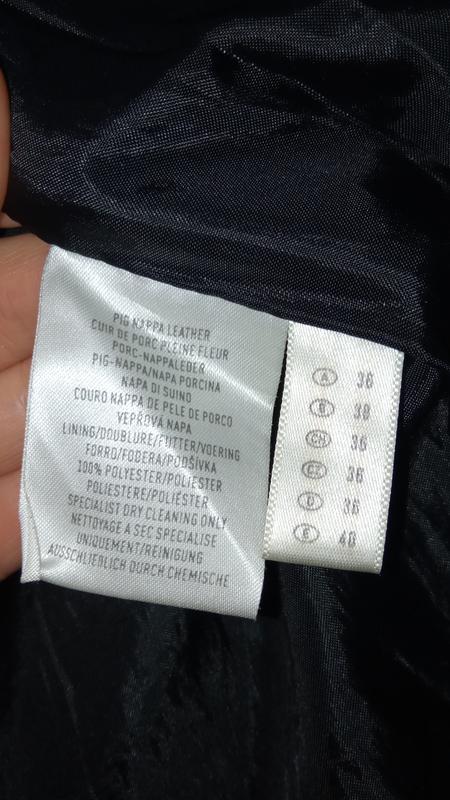 PIG NAPPA LEATHER
CUIR DE PORC PLEINE FLEUR
PORC-NAPPALEDER
PIG-NAPPA/NAPA PORCINA
NAPA DI SUINO
COURO NAPPA DE PELE DE PORCO
VEPŘOVÁ NAPA
LINING/DOUBLURE/FUTTER/VOERING
FORRO/FODERA/PODŠÍVKA
100% POLYESTER/POLIESTER
POLIESTERE/POLIÉSTER
SPECIALIST DRY CLEANING ONLY
NETTOYAGE A SEC SPECIALISE
UNIQUEMENT/REINIGUNG
AUSSCHLIEßLICH DURCH CHEMISCHE
A 36
B 38
CH 36
CZ 36
D 36
E 40